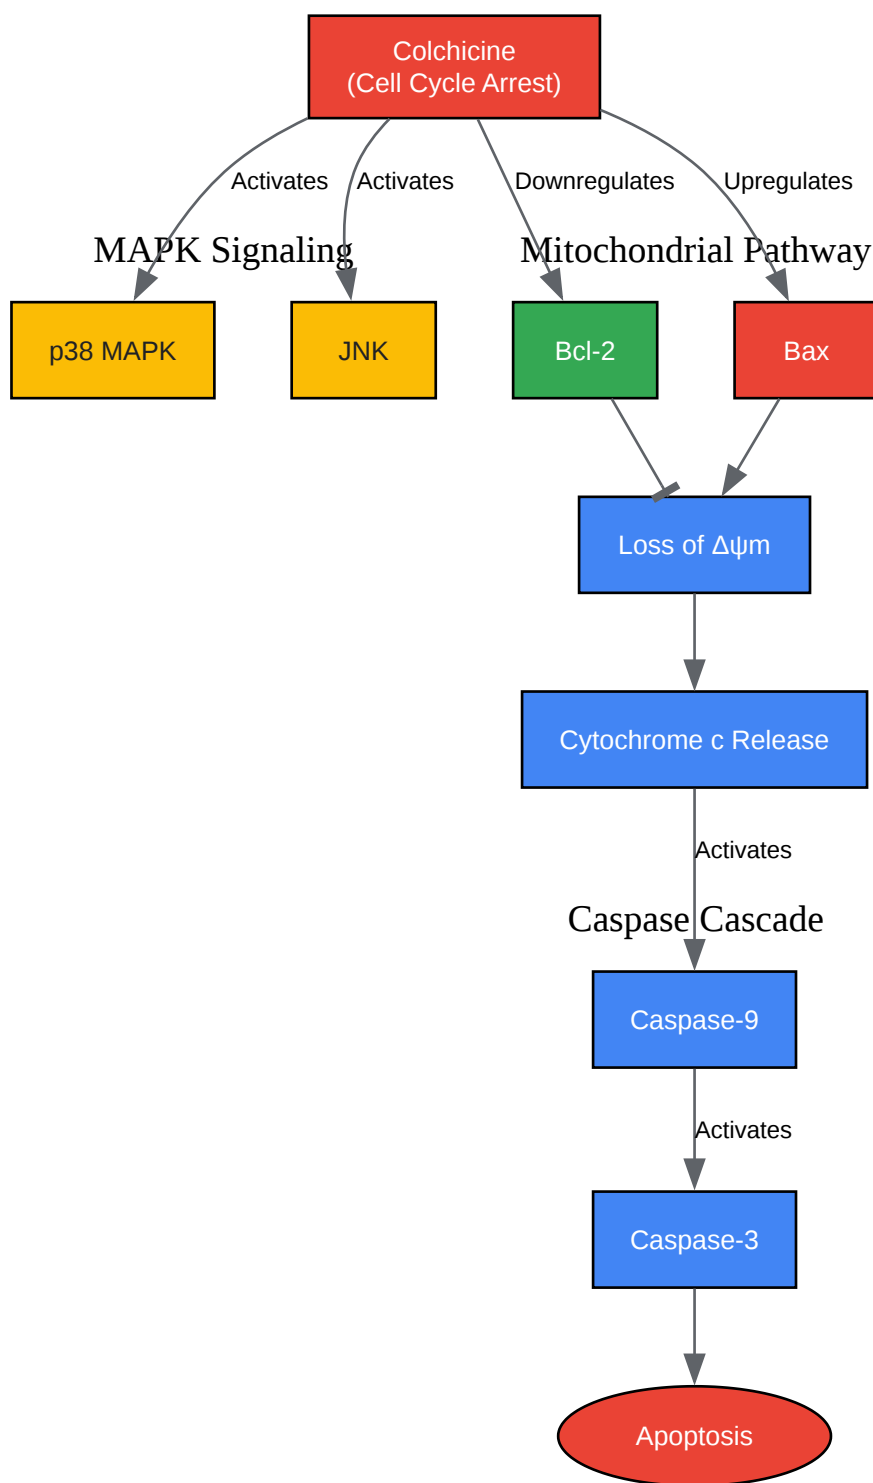 Colchicine
(Cell Cycle Arrest)
Activates
Activates
Downregulates
Upregulates
MAPK Signaling
Mitochondrial Pathway
p38 MAPK
JNK
Bcl-2
Bax
Loss of Δψm
Cytochrome c Release
Activates
Caspase Cascade
Caspase-9
Activates
Caspase-3
Apoptosis